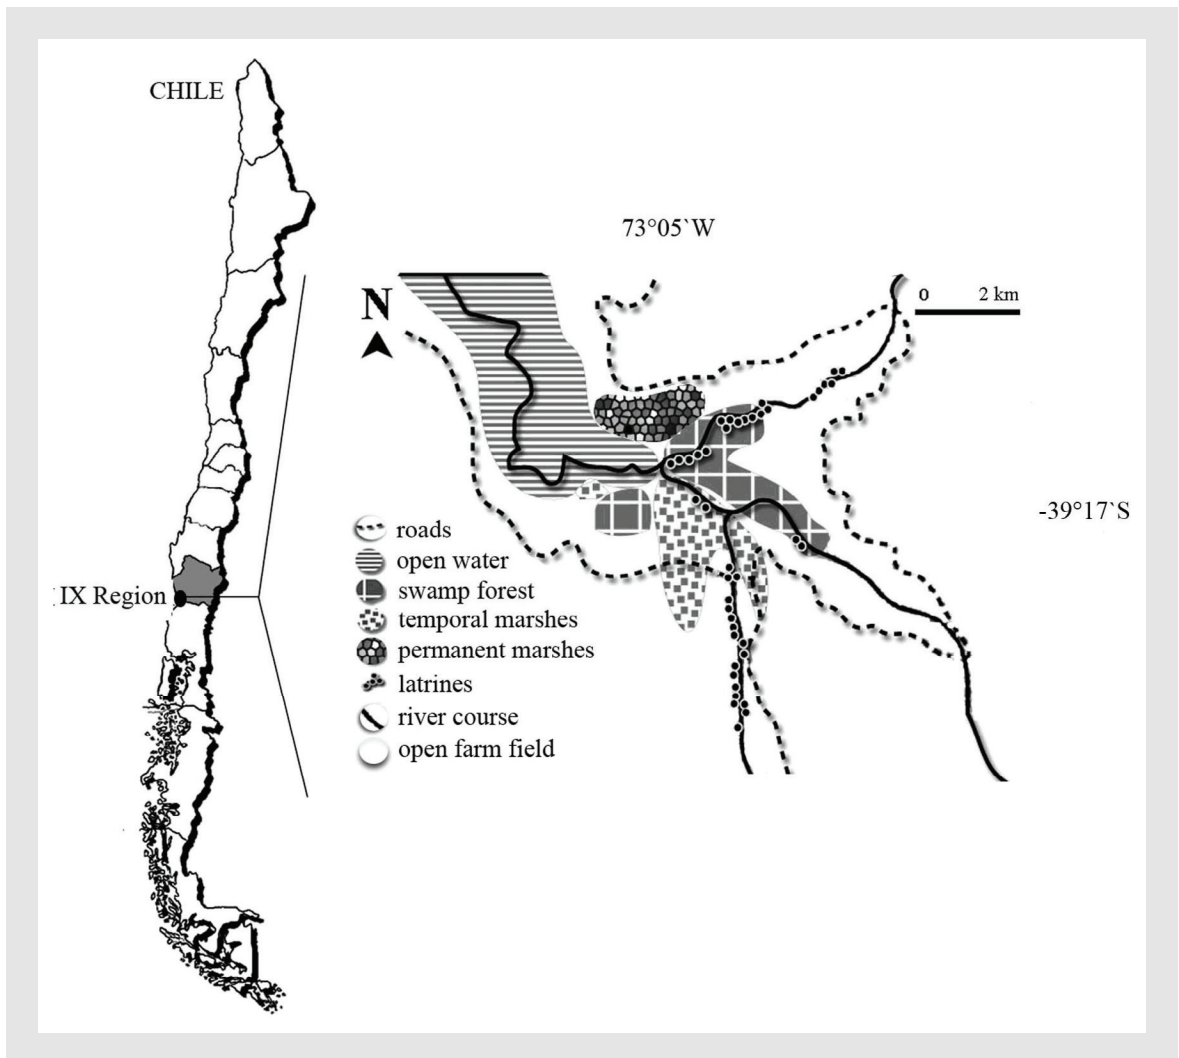 CHILE
73°05`W
N
0 2 km
-39°17`S
roads
open water
IX Region
swamp forest
temporal marshes
permanent marshes
latrines
river course
open farm field